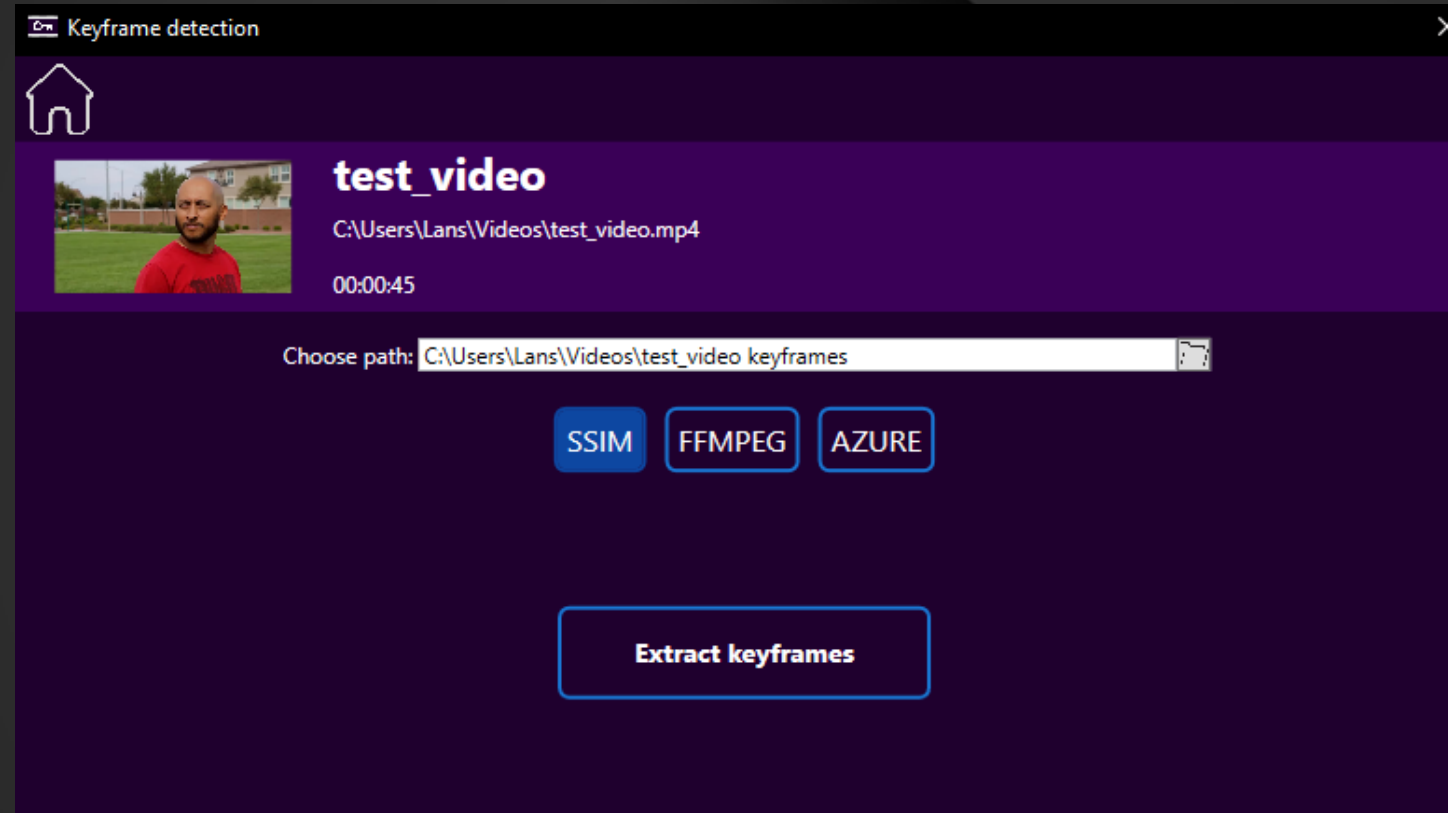 Keyframe detection
test_video
C:\Users\Lans\Videos\test_video.mp4
00:00:45
Choose path: C:\Users\Lans\Videos\test_video keyframes
SSIM FFMPEG AZURE
Extract keyframes